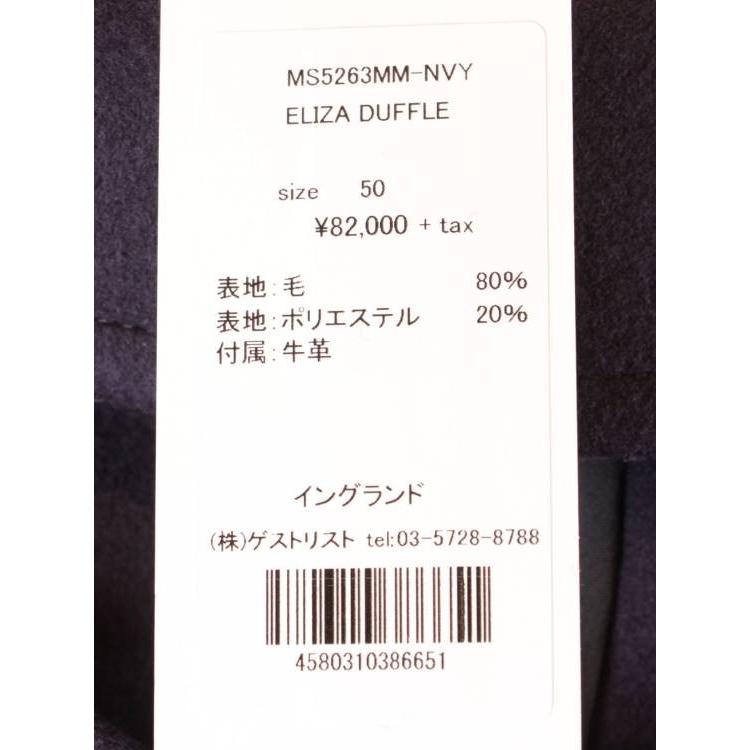 MS5263MM-NVY
ELIZA DUFFLE
size 50
¥82,000 + tax
表地:毛 80%
表地:ポリエステル 20%
付属:牛革
イングランド
(株)ゲストリスト tel:03-5728-8788
4580310386651